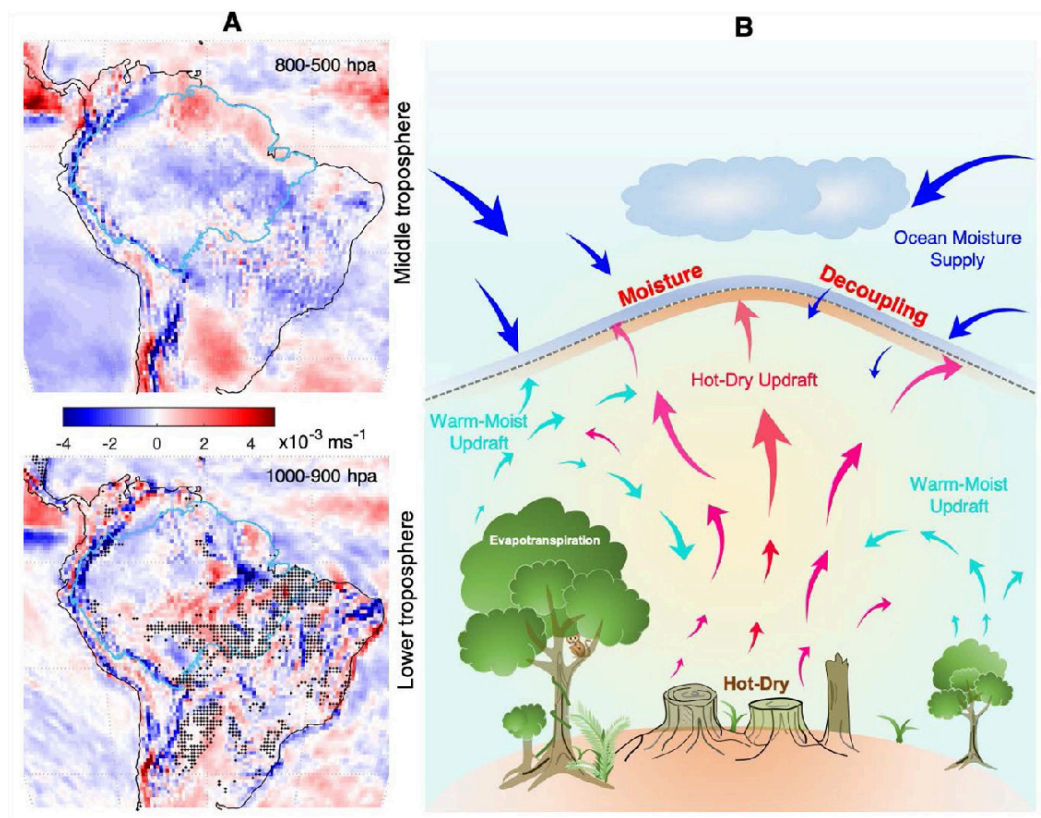 A
B
800-500 hpa
Middle troposphere
-4 -2 0 2 4 x10⁻³ ms⁻¹
1000-900 hpa
Lower troposphere
Ocean Moisture
Supply
Moisture
Decoupling
Hot-Dry Updraft
Warm-Moist
Updraft
Warm-Moist
Updraft
Evapotranspiration
Hot-Dry